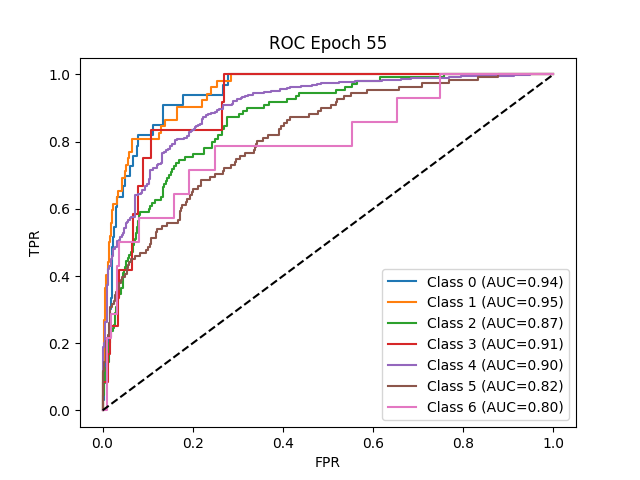 ROC Epoch 55
TPR
1.0
0.8
0.6
0.4
0.2
0.0
Class 0 (AUC=0.94)
Class 1 (AUC=0.95)
Class 2 (AUC=0.87)
Class 3 (AUC=0.91)
Class 4 (AUC=0.90)
Class 5 (AUC=0.82)
Class 6 (AUC=0.80)
0.0 0.2 0.4 0.6 0.8 1.0
FPR